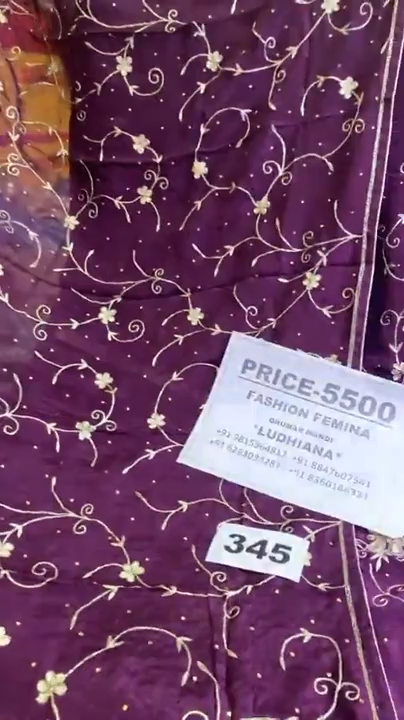 PRICE-5500
FASHION FEMINA
GHUMAR MANDI
"LUDHIANA"
345